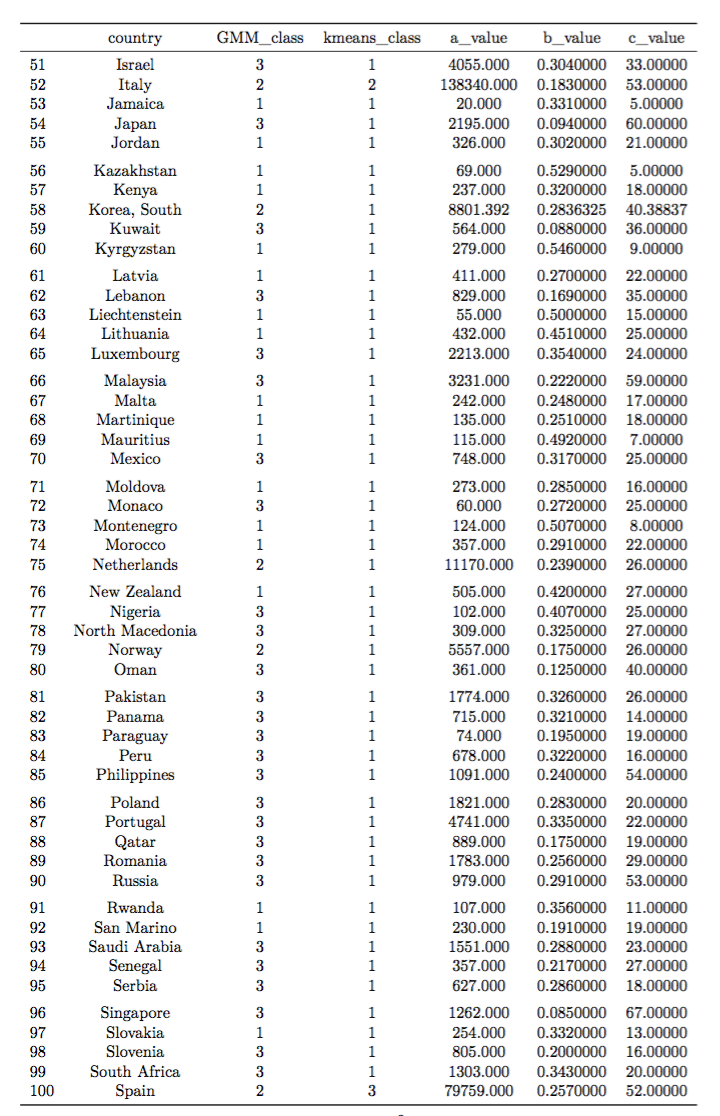 country GMM_class kmeans_class a_value b_value c_value
51 Israel 3 1 4055.000 0.3040000 33.00000
52 Italy 2 2 138340.000 0.1830000 53.00000
53 Jamaica 1 1 20.000 0.3310000 5.00000
54 Japan 3 1 2195.000 0.0940000 60.00000
55 Jordan 1 1 326.000 0.3020000 21.00000
56 Kazakhstan 1 1 69.000 0.5290000 5.00000
57 Kenya 1 1 237.000 0.3200000 18.00000
58 Korea, South 2 1 8801.392 0.2836325 40.38837
59 Kuwait 3 1 564.000 0.0880000 36.00000
60 Kyrgyzstan 1 1 279.000 0.5460000 9.00000
61 Latvia 1 1 411.000 0.2700000 22.00000
62 Lebanon 3 1 829.000 0.1690000 35.00000
63 Liechtenstein 1 1 55.000 0.5000000 15.00000
64 Lithuania 1 1 432.000 0.4510000 25.00000
65 Luxembourg 3 1 2213.000 0.3540000 24.00000
66 Malaysia 3 1 3231.000 0.2220000 59.00000
67 Malta 1 1 242.000 0.2480000 17.00000
68 Martinique 1 1 135.000 0.2510000 18.00000
69 Mauritius 1 1 115.000 0.4920000 7.00000
70 Mexico 3 1 748.000 0.3170000 25.00000
71 Moldova 1 1 273.000 0.2850000 16.00000
72 Monaco 3 1 60.000 0.2720000 25.00000
73 Montenegro 1 1 124.000 0.5070000 8.00000
74 Morocco 1 1 357.000 0.2910000 22.00000
75 Netherlands 2 1 11170.000 0.2390000 26.00000
76 New Zealand 1 1 505.000 0.4200000 27.00000
77 Nigeria 3 1 102.000 0.4070000 25.00000
78 North Macedonia 3 1 309.000 0.3250000 27.00000
79 Norway 2 1 5557.000 0.1750000 26.00000
80 Oman 3 1 361.000 0.1250000 40.00000
81 Pakistan 3 1 1774.000 0.3260000 26.00000
82 Panama 3 1 715.000 0.3210000 14.00000
83 Paraguay 3 1 74.000 0.1950000 19.00000
84 Peru 3 1 678.000 0.3220000 16.00000
85 Philippines 3 1 1091.000 0.2400000 54.00000
86 Poland 3 1 1821.000 0.2830000 20.00000
87 Portugal 3 1 4741.000 0.3350000 22.00000
88 Qatar 3 1 889.000 0.1750000 19.00000
89 Romania 3 1 1783.000 0.2560000 29.00000
90 Russia 3 1 979.000 0.2910000 53.00000
91 Rwanda 1 1 107.000 0.3560000 11.00000
92 San Marino 1 1 230.000 0.1910000 19.00000
93 Saudi Arabia 3 1 1551.000 0.2880000 23.00000
94 Senegal 3 1 357.000 0.2170000 27.00000
95 Serbia 3 1 627.000 0.2860000 18.00000
96 Singapore 3 1 1262.000 0.0850000 67.00000
97 Slovakia 1 1 254.000 0.3320000 13.00000
98 Slovenia 3 1 805.000 0.2000000 16.00000
99 South Africa 3 1 1303.000 0.3430000 20.00000
100 Spain 2 3 79759.000 0.2570000 52.00000